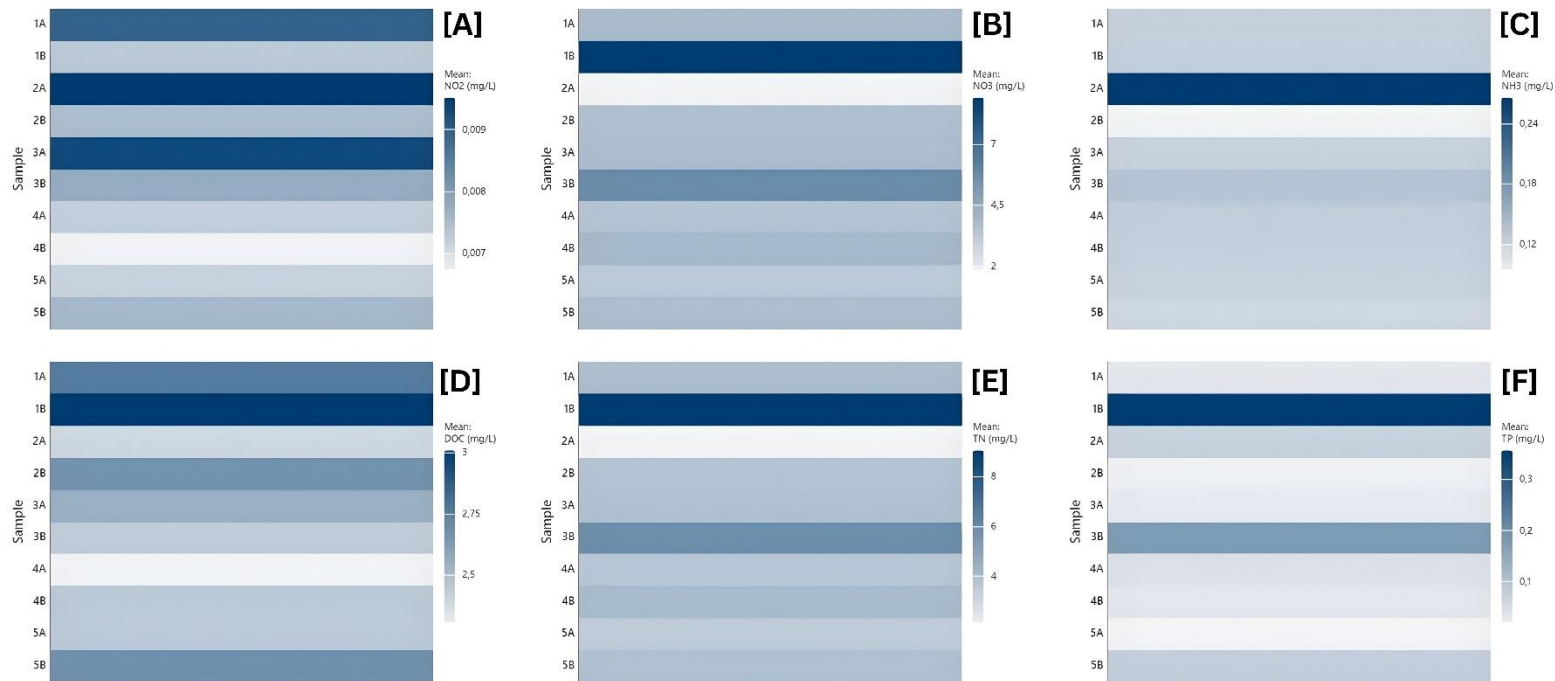 [A]
Sample
1A
1B
2A
2B
3A
3B
4A
4B
5A
5B
Mean:
NO2 (mg/L)
0,009
0,008
0,007
[B]
Sample
1A
1B
2A
2B
3A
3B
4A
4B
5A
5B
Mean:
NO3 (mg/L)
7
4,5
2
[C]
Sample
1A
1B
2A
2B
3A
3B
4A
4B
5A
5B
Mean:
NH3 (mg/L)
0,24
0,18
0,12
[D]
Sample
1A
1B
2A
2B
3A
3B
4A
4B
5A
5B
Mean:
DOC (mg/L)
3
2,75
2,5
[E]
Sample
1A
1B
2A
2B
3A
3B
4A
4B
5A
5B
Mean:
TN (mg/L)
8
6
4
[F]
Sample
1A
1B
2A
2B
3A
3B
4A
4B
5A
5B
Mean:
TP (mg/L)
0,3
0,2
0,1